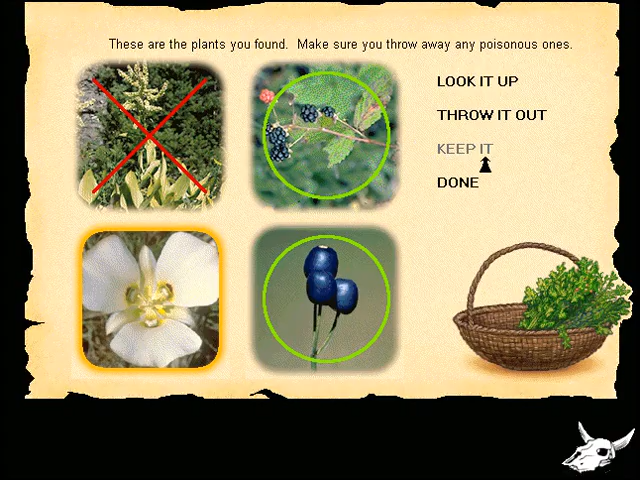 These are the plants you found. Make sure you throw away any poisonous ones.
LOOK IT UP
THROW IT OUT
KEEP IT
DONE